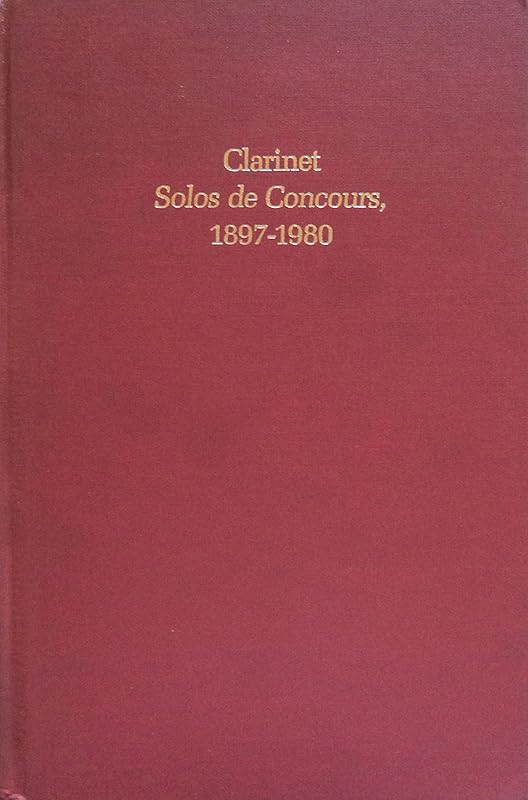 Clarinet
Solos de Concours,
1897-1980